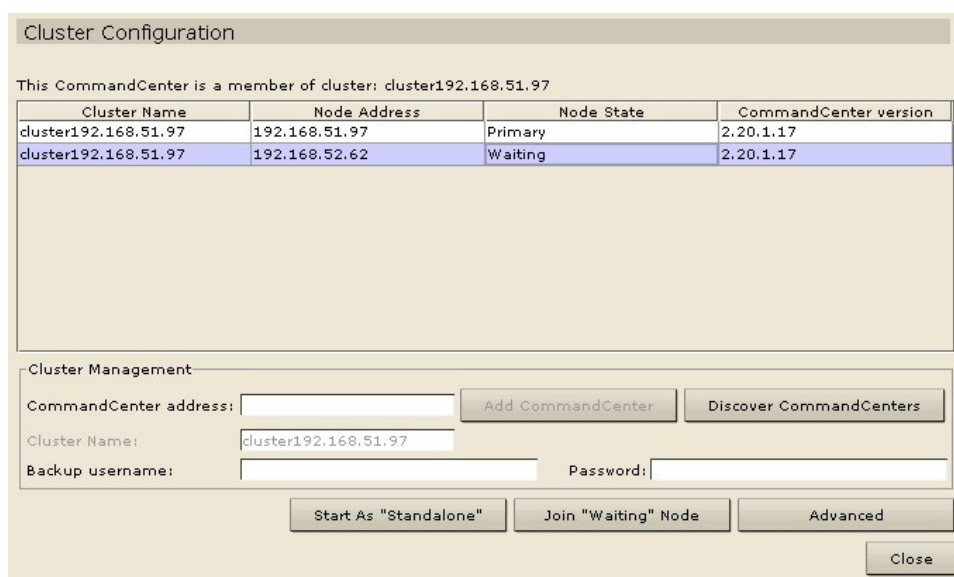 Cluster Configuration
This CommandCenter is a member of cluster: cluster192.168.51.97
Cluster Name Node Address Node State CommandCenter version
cluster192.168.51.97 192.168.51.97 Primary 2.20.1.17
cluster192.168.51.97 192.168.52.62 Waiting 2.20.1.17
Cluster Management
CommandCenter address: Add CommandCenter Discover CommandCenters
Cluster Name: cluster192.168.51.97
Backup username: Password:
Start As "Standalone" Join "Waiting" Node Advanced
Close